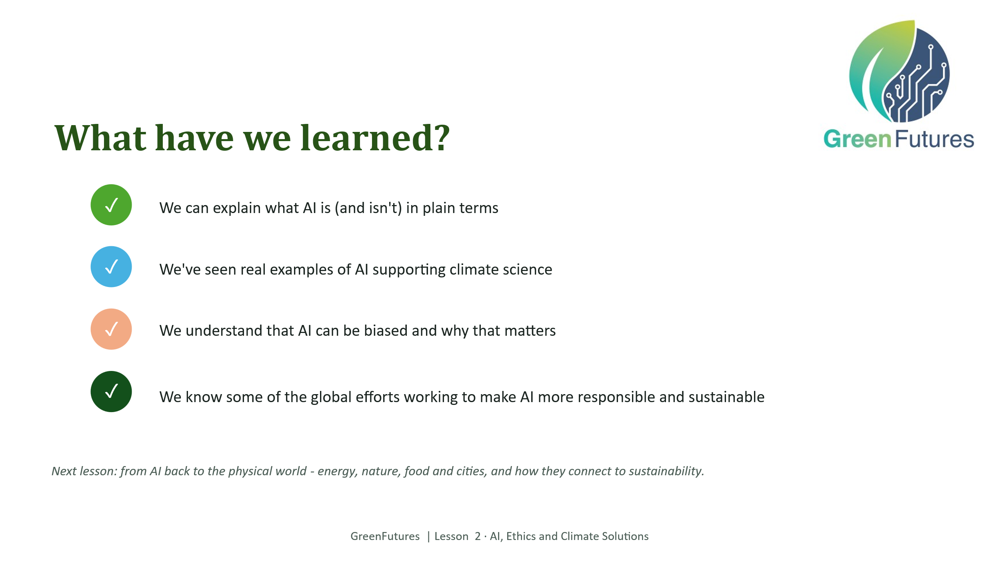 GreenFutures
What have we learned?
✓ We can explain what AI is (and isn't) in plain terms
✓ We've seen real examples of AI supporting climate science
✓ We understand that AI can be biased and why that matters
✓ We know some of the global efforts working to make AI more responsible and sustainable
Next lesson: from AI back to the physical world - energy, nature, food and cities, and how they connect to sustainability.
GreenFutures | Lesson 2 · AI, Ethics and Climate Solutions